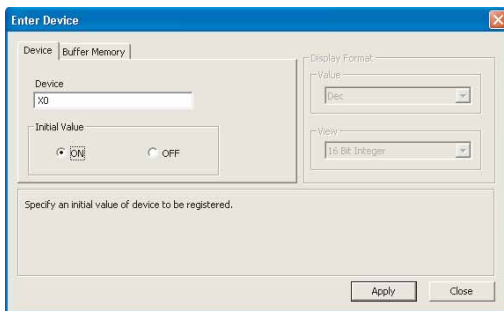 Enter Device
Device
Buffer Memory
Device
X0
Initial Value
ON
OFF
Display Format
Value
Dec
View
16 Bit Integer
Specify an initial value of device to be registered.
Apply
Close